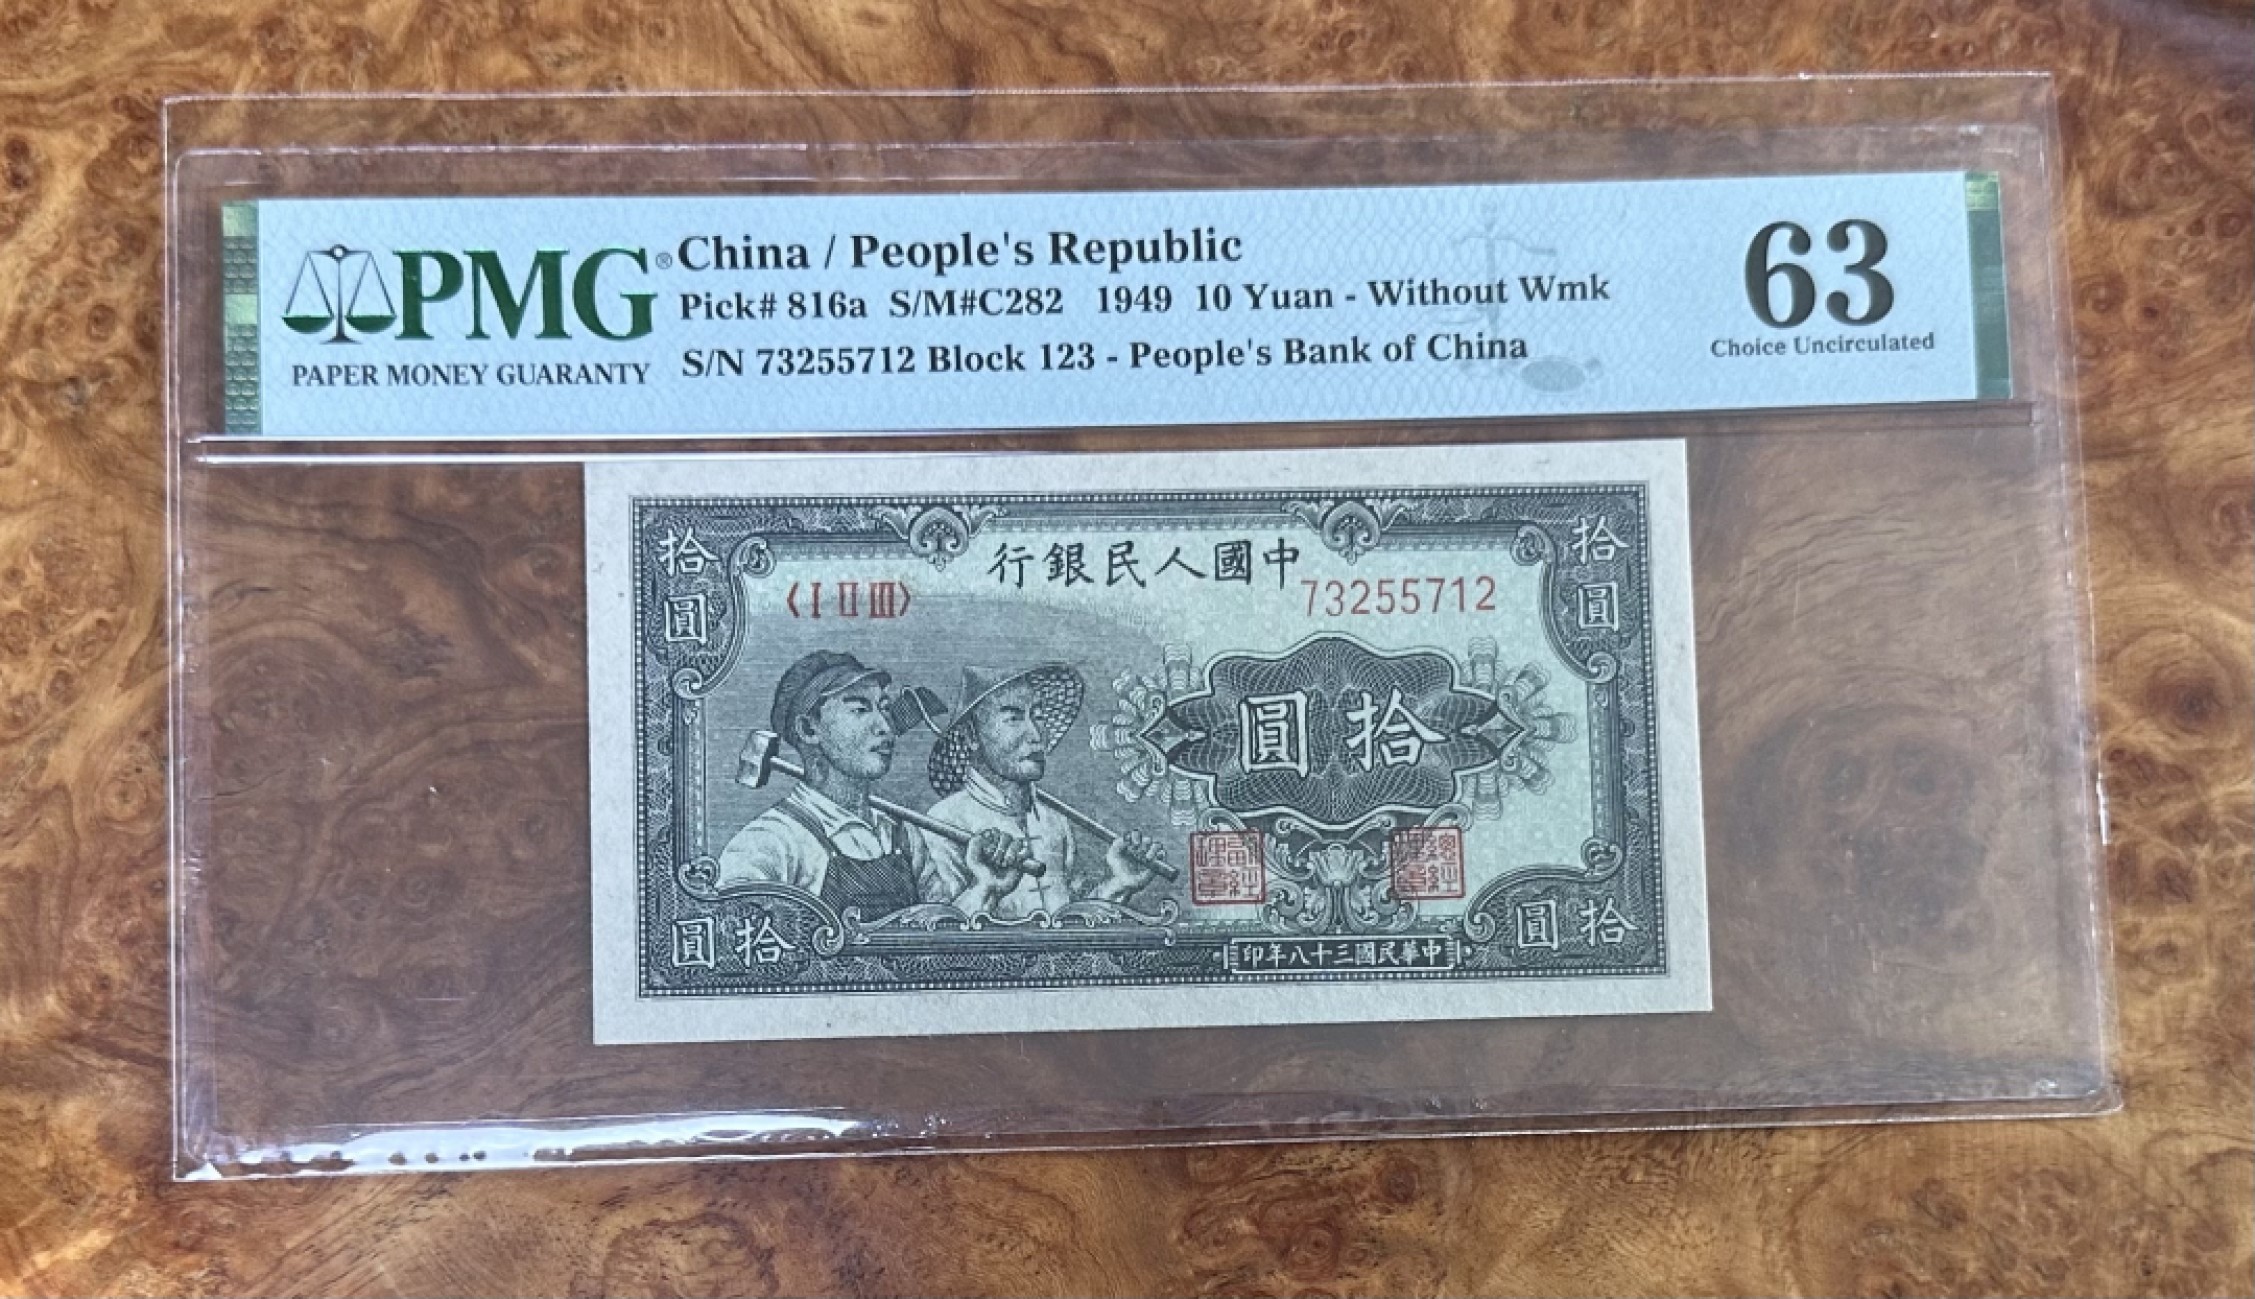 PMG®
PAPER MONEY GUARANTY
China / People's Republic
Pick# 816a S/M#C282 1949 10 Yuan - Without Wmk
S/N 73255712 Block 123 - People's Bank of China
63
Choice Uncirculated
拾圓
行銀民人國中
拾圓
〈Ⅰ Ⅱ Ⅲ〉
73255712
圓拾
圓拾
圓拾
印年八十三國民華中